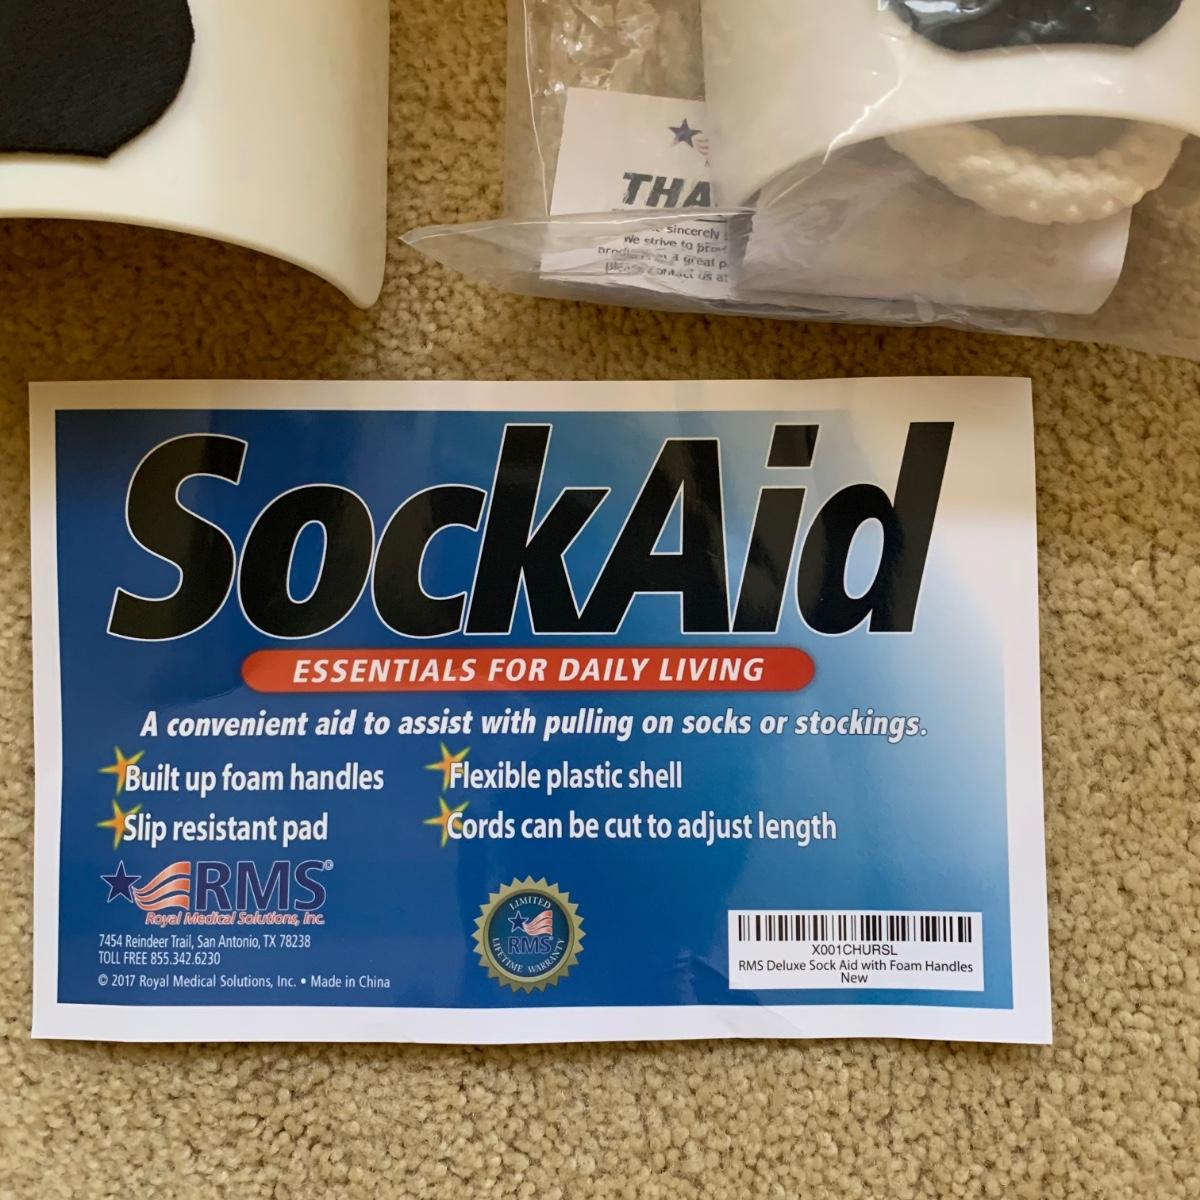 THA
sincerely
We strive to prov
products at a great p
please contact us at
SockAid
ESSENTIALS FOR DAILY LIVING
A convenient aid to assist with pulling on socks or stockings.
Built up foam handles
Flexible plastic shell
Slip resistant pad
Cords can be cut to adjust length
RMS®
Royal Medical Solutions, Inc.
7454 Reindeer Trail, San Antonio, TX 78238
TOLL FREE 855.342.6230
© 2017 Royal Medical Solutions, Inc. • Made in China
LIMITED
RMS
LIFETIME WARRANTY
X001CHURSL
RMS Deluxe Sock Aid with Foam Handles
New